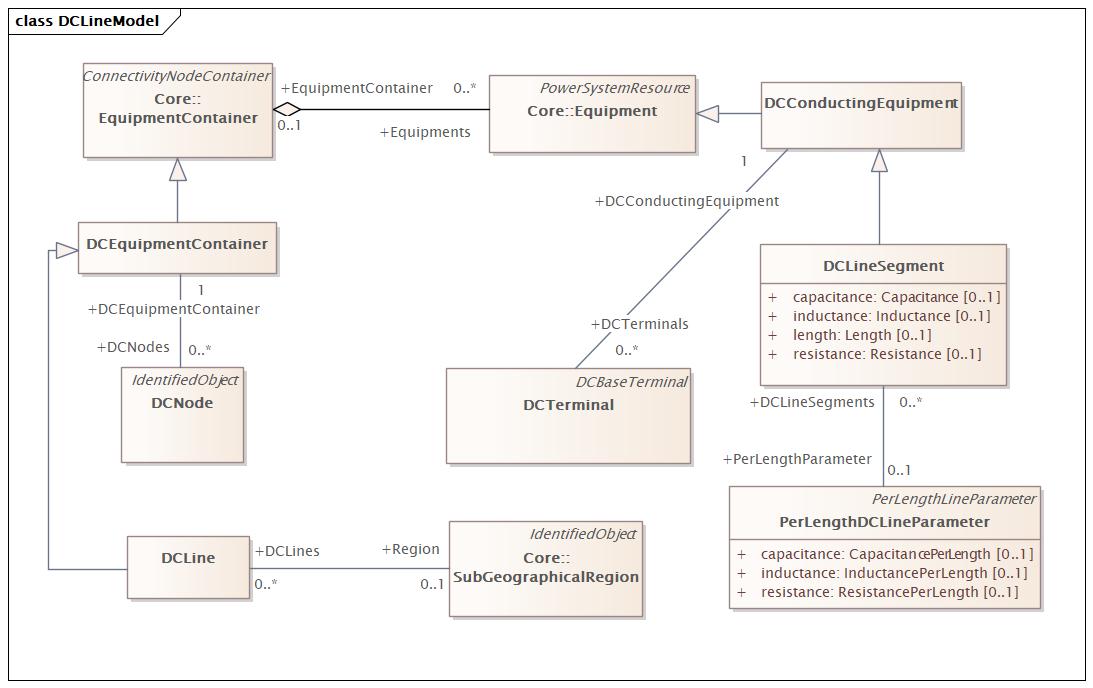 class DCLineModel
ConnectivityNodeContainer
Core::
EquipmentContainer
+EquipmentContainer
0..*
0..1
+Equipments
PowerSystemResource
Core::Equipment
DCConductingEquipment
1
+DCConductingEquipment
DCEquipmentContainer
1
+DCEquipmentContainer
+DCNodes
0..*
IdentifiedObject
DCNode
+DCTerminals
0..*
DCBaseTerminal
DCTerminal
DCLineSegment
+ capacitance: Capacitance [0..1]
+ inductance: Inductance [0..1]
+ length: Length [0..1]
+ resistance: Resistance [0..1]
+DCLineSegments
0..*
+PerLengthParameter
0..1
PerLengthLineParameter
PerLengthDCLineParameter
+ capacitance: CapacitancePerLength [0..1]
+ inductance: InductancePerLength [0..1]
+ resistance: ResistancePerLength [0..1]
DCLine
+DCLines
0..*
+Region
0..1
IdentifiedObject
Core::
SubGeographicalRegion